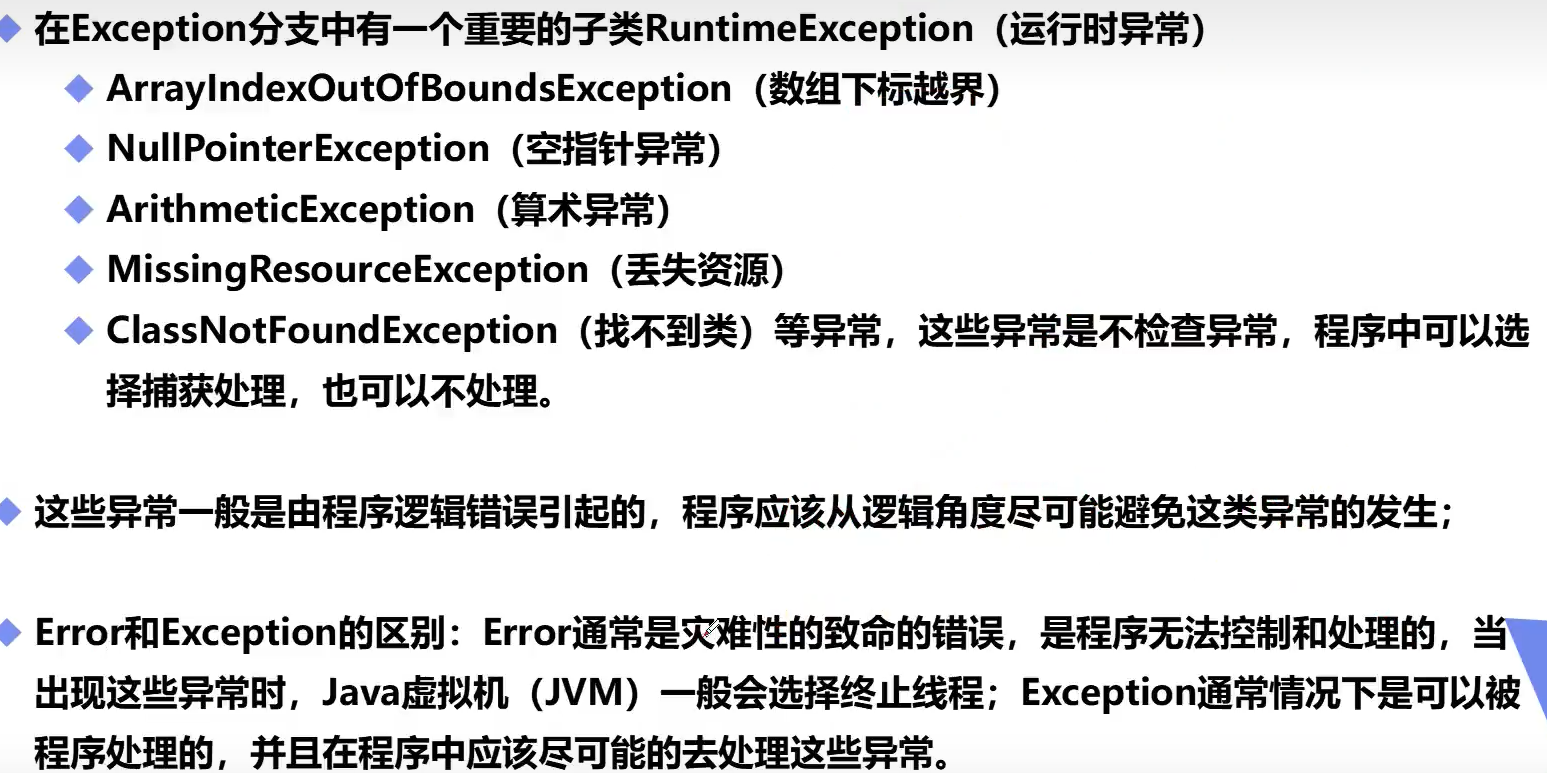 在Exception分支中有一个重要的子类RuntimeException（运行时异常）
ArrayIndexOutOfBoundsException（数组下标越界）
NullPointerException（空指针异常）
ArithmeticException（算术异常）
MissingResourceException（丢失资源）
ClassNotFoundException（找不到类）等异常，这些异常是不检查异常，程序中可以选
择捕获处理，也可以不处理。
这些异常一般是由程序逻辑错误引起的，程序应该从逻辑角度尽可能避免这类异常的发生；
Error和Exception的区别：Error通常是灾难性的致命的错误，是程序无法控制和处理的，当
出现这些异常时，Java虚拟机（JVM）一般会选择终止线程；Exception通常情况下是可以被
程序处理的，并且在程序中应该尽可能的去处理这些异常。